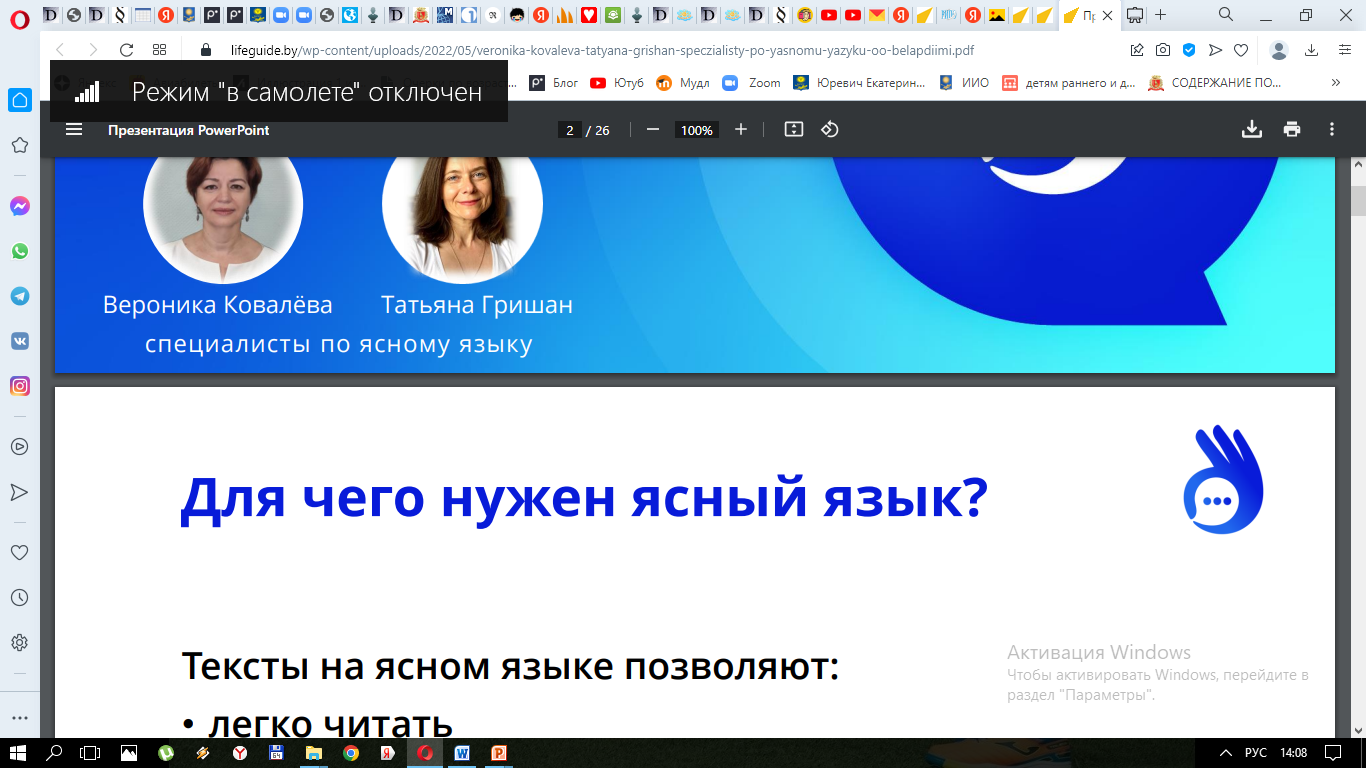 Пр
lifeguide.by/wp-content/uploads/2022/05/veronika-kovaleva-tatyana-grishan-speczialisty-po-yasnomu-yazyku-oo-belapdiimi.pdf
Блог Ютуб Мудл Zoom Юревич Екатерин... ИИО детям раннего и д... СОДЕРЖАНИЕ ПО...
Режим "в самолете" отключен
Презентация PowerPoint 2 / 26 100%
Вероника Ковалёва Татьяна Гришан
специалисты по ясному языку
Для чего нужен ясный язык?
Тексты на ясном языке позволяют:
• легко читать
Активация Windows
Чтобы активировать Windows, перейдите в
раздел "Параметры".
РУС 14:08